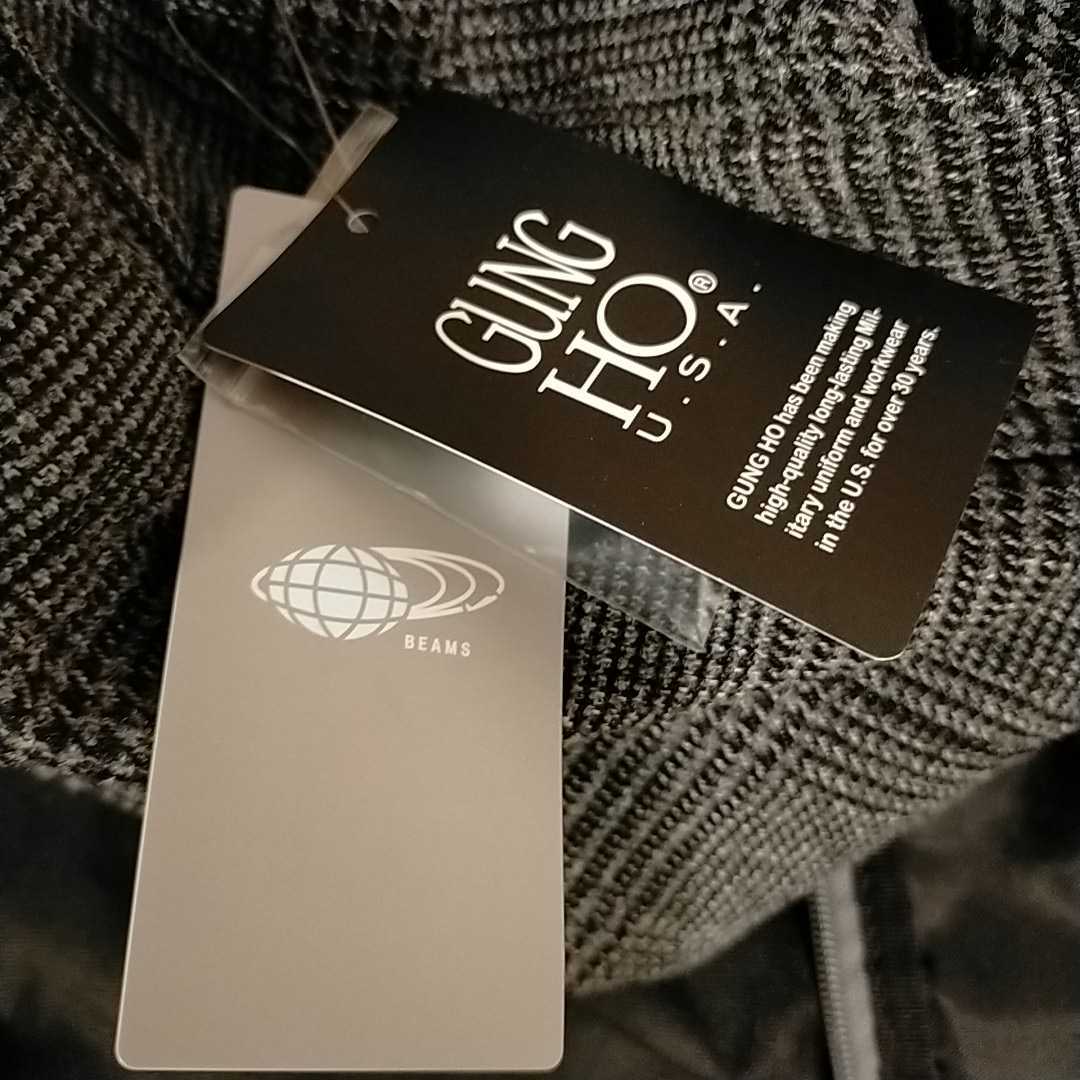 GUNG
HO®
U.S.A.
GUNG HO has been making
high-quality long-lasting Mil-
itary uniform and workwear
in the U.S. for over 30 years.
BEAMS